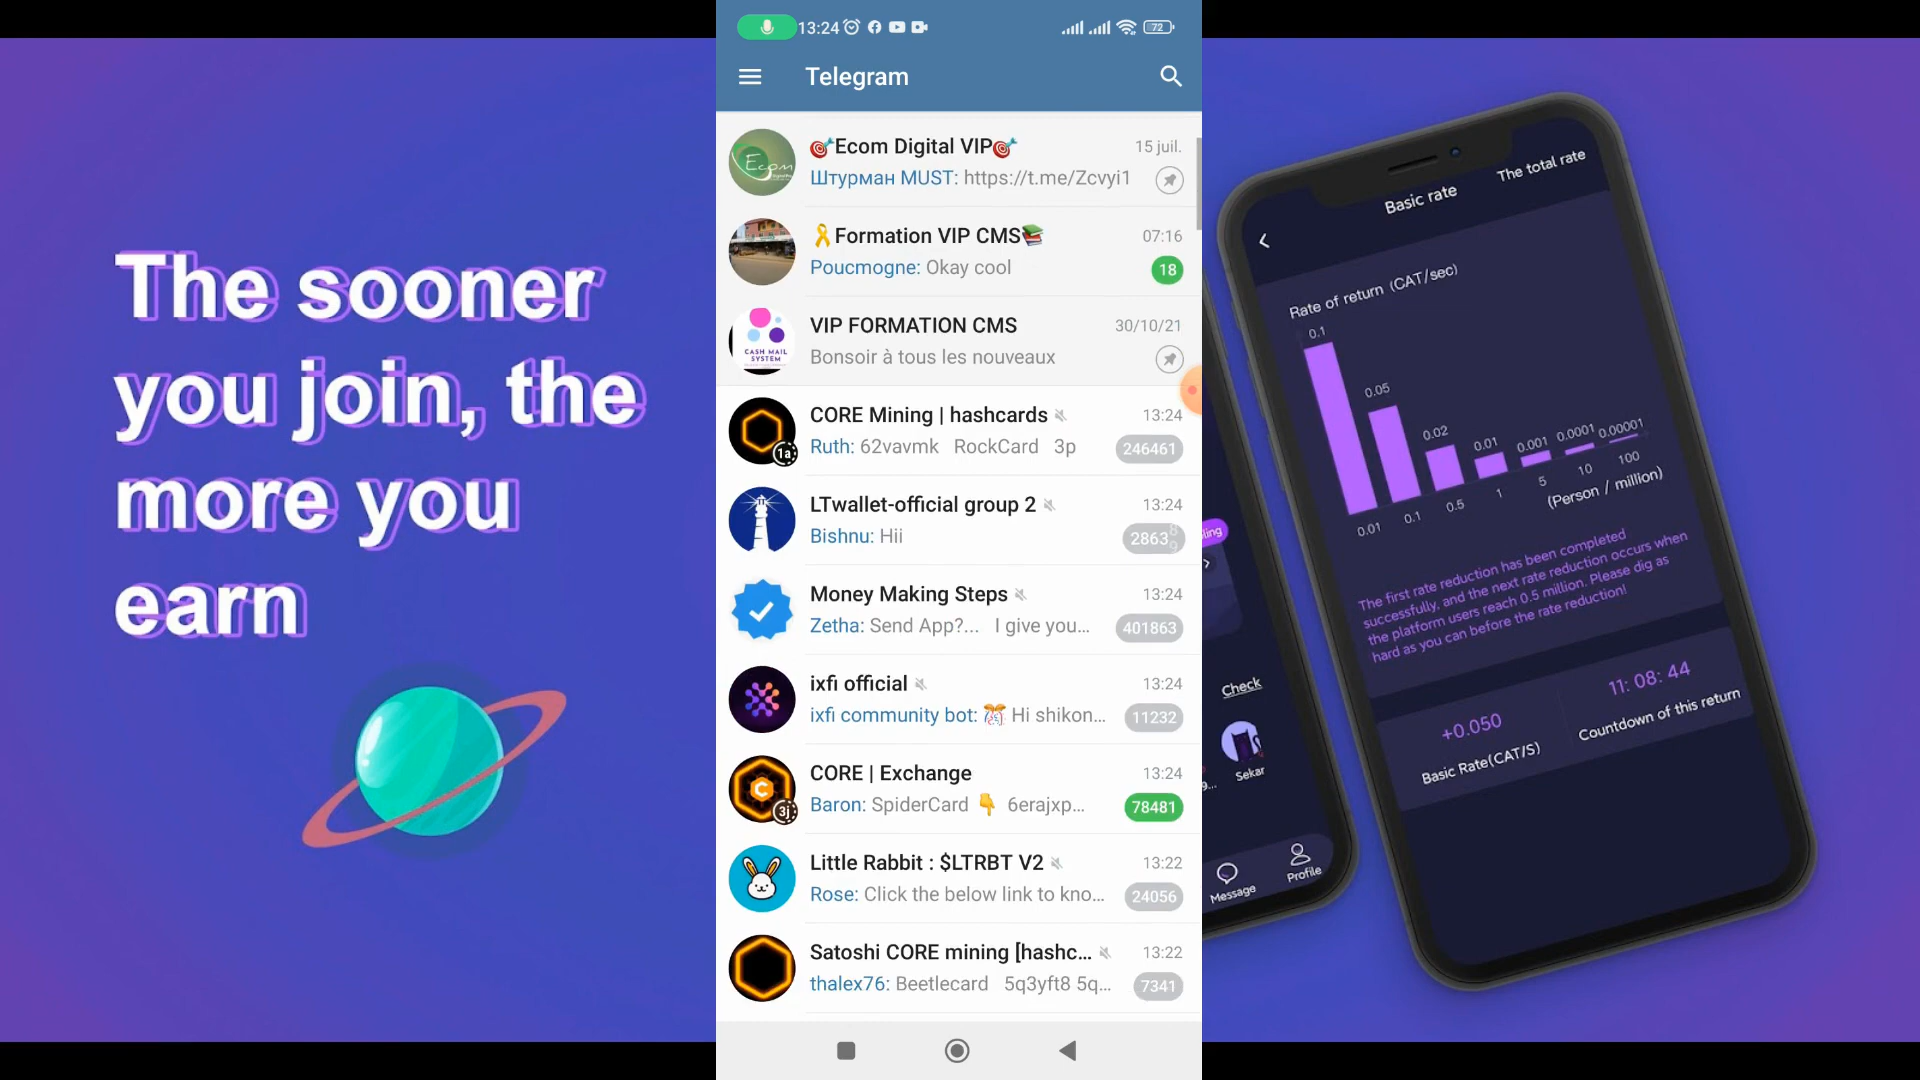 The sooner
you join, the
more you
earn
13:24
72
Telegram
🎯Ecom Digital VIP🎯
15 juil.
Штурман MUST: https://t.me/Zcvyi1
🎗️Formation VIP CMS📚
07:16
Poucmogne: Okay cool
18
CASH MAIL
SYSTEM
VIP FORMATION CMS
30/10/21
Bonsoir à tous les nouveaux
CORE Mining | hashcards
13:24
1a
Ruth: 62vavmk RockCard 3p
246461
LTwallet-official group 2
13:24
Bishnu: Hii
2863
Money Making Steps
13:24
Zetha: Send App?... I give you...
401863
ixfi official
13:24
ixfi community bot: 🎊 Hi shikon...
11232
CORE | Exchange
13:24
3j
Baron: SpiderCard 👇 6erajxp...
78481
Little Rabbit : $LTRBT V2
13:22
Rose: Click the below link to kno...
24056
Satoshi CORE mining [hashc...
13:22
thalex76: Beetlecard 5q3yft8 5q...
7341
Basic rate
The total rate
Rate of return (CAT/sec)
0.1
0.05
0.02
0.01
0.001
0.0001
0.00001
0.01
0.1
0.5
1
5
10
100
(Person / million)
The first rate reduction has been completed
successfully, and the next rate reduction occurs when
the platform users reach 0.5 million. Please dig as
hard as you can before the rate reduction!
+0.050
Basic Rate(CAT/S)
11: 08: 44
Countdown of this return
Check
Sekar
Message
Profile